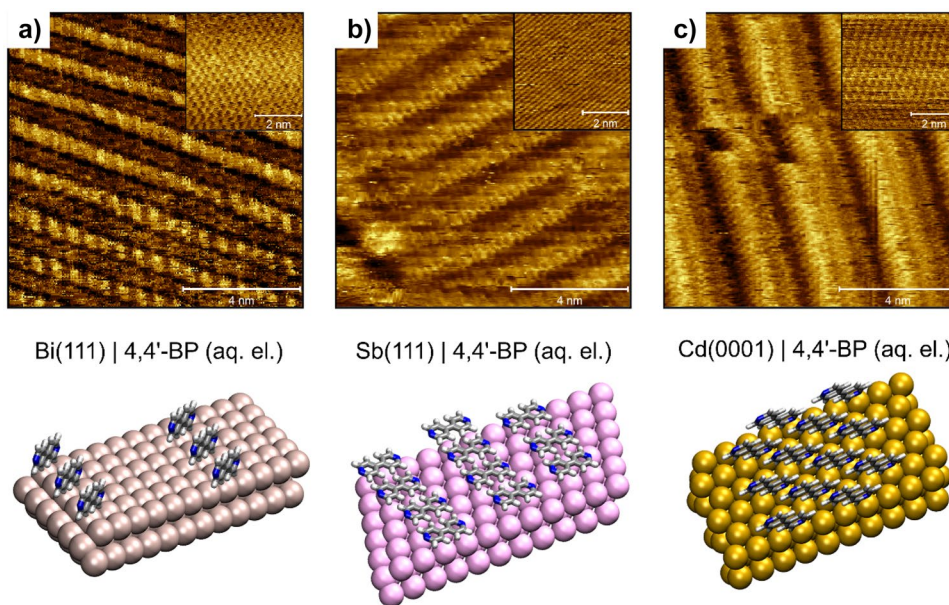 a)
2 nm
4 nm
b)
2 nm
4 nm
c)
2 nm
4 nm
Bi(111) | 4,4'-BP (aq. el.)
Sb(111) | 4,4'-BP (aq. el.)
Cd(0001) | 4,4'-BP (aq. el.)